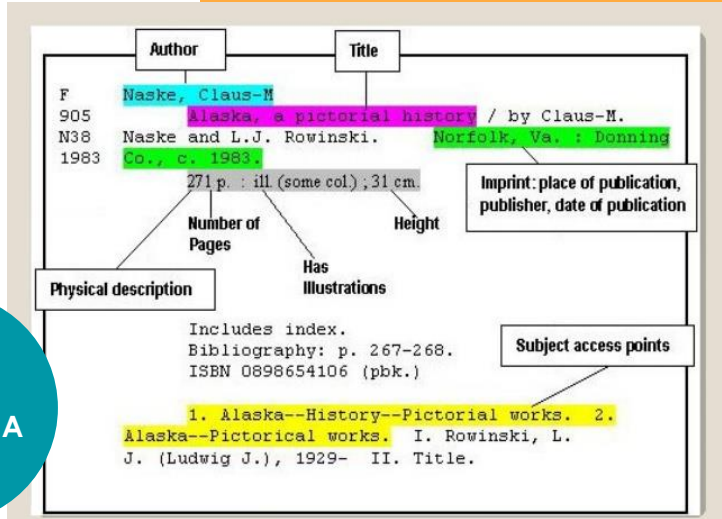 Author
Title
F Naske, Claus-M
905 Alaska, a pictorial history / by Claus-M.
N38 Naske and L.J. Rowinski. Norfolk, Va. : Donning
1983 Co., c. 1983.
271 p. : ill. (some col.) ; 31 cm.
Imprint: place of publication,
publisher, date of publication
Number of
Pages
Height
Has
Illustrations
Physical description
Includes index.
Bibliography: p. 267-268.
ISBN 0898654106 (pbk.)
Subject access points
1. Alaska--History--Pictorial works. 2.
Alaska--Pictorical works. I. Rowinski, L.
J. (Ludwig J.), 1929- II. Title.
A